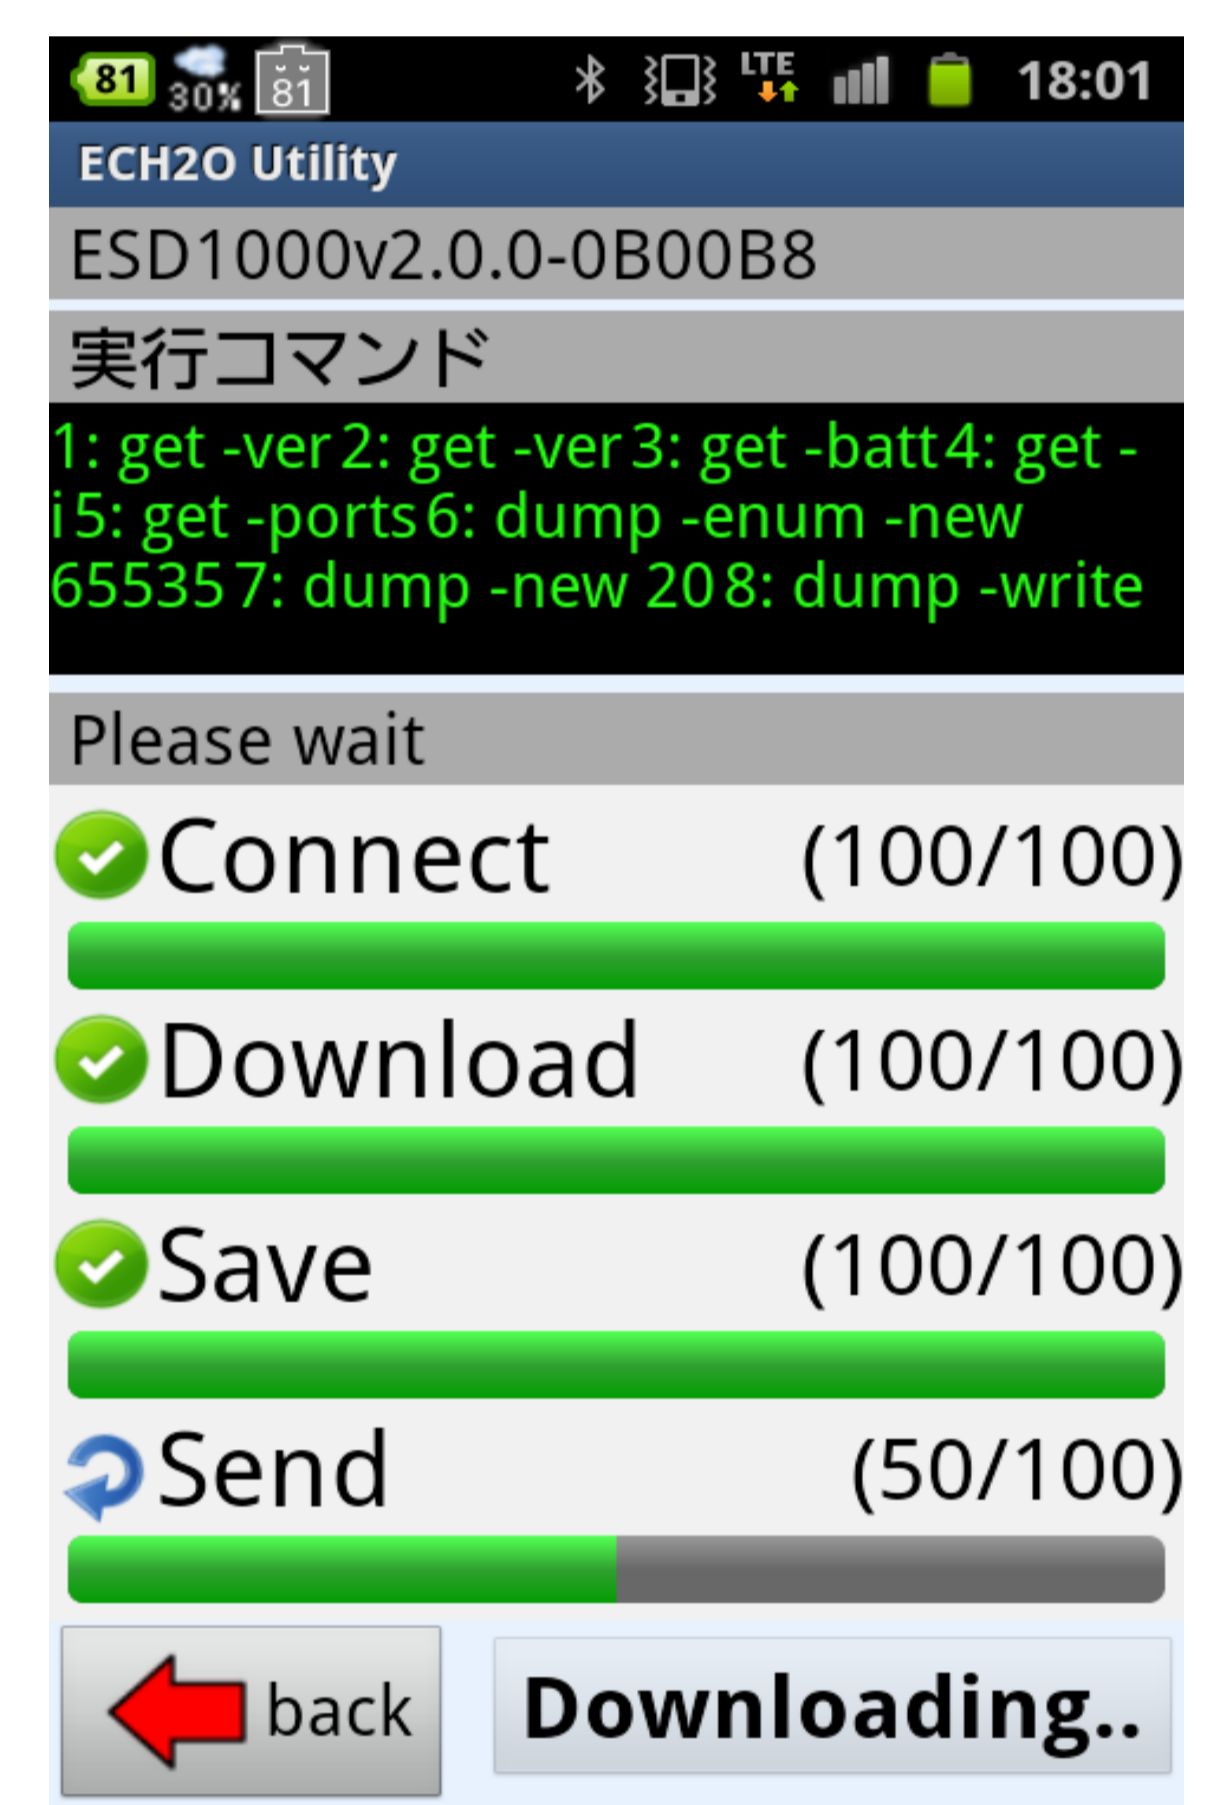 81 30% 81 LTE 18:01
ECH2O Utility
ESD1000v2.0.0-0B00B8
実行コマンド
1: get -ver 2: get -ver 3: get -batt 4: get -
i 5: get -ports 6: dump -enum -new
65535 7: dump -new 20 8: dump -write
Please wait
Connect (100/100)
Download (100/100)
Save (100/100)
Send (50/100)
back Downloading..